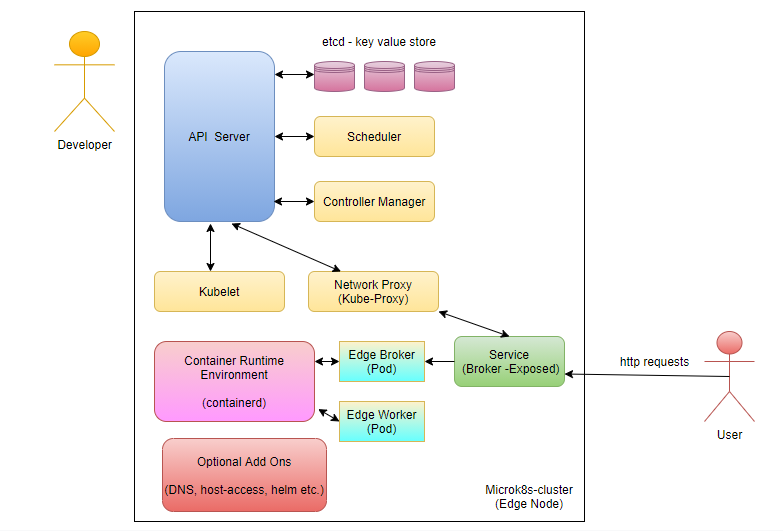 etcd - key value store
API Server
Developer
Scheduler
Controller Manager
Kubelet
Network Proxy
(Kube-Proxy)
Container Runtime
Environment
(containerd)
Edge Broker
(Pod)
Service
(Broker -Exposed)
http requests
Edge Worker
(Pod)
User
Optional Add Ons
(DNS, host-access, helm etc.)
Microk8s-cluster
(Edge Node)